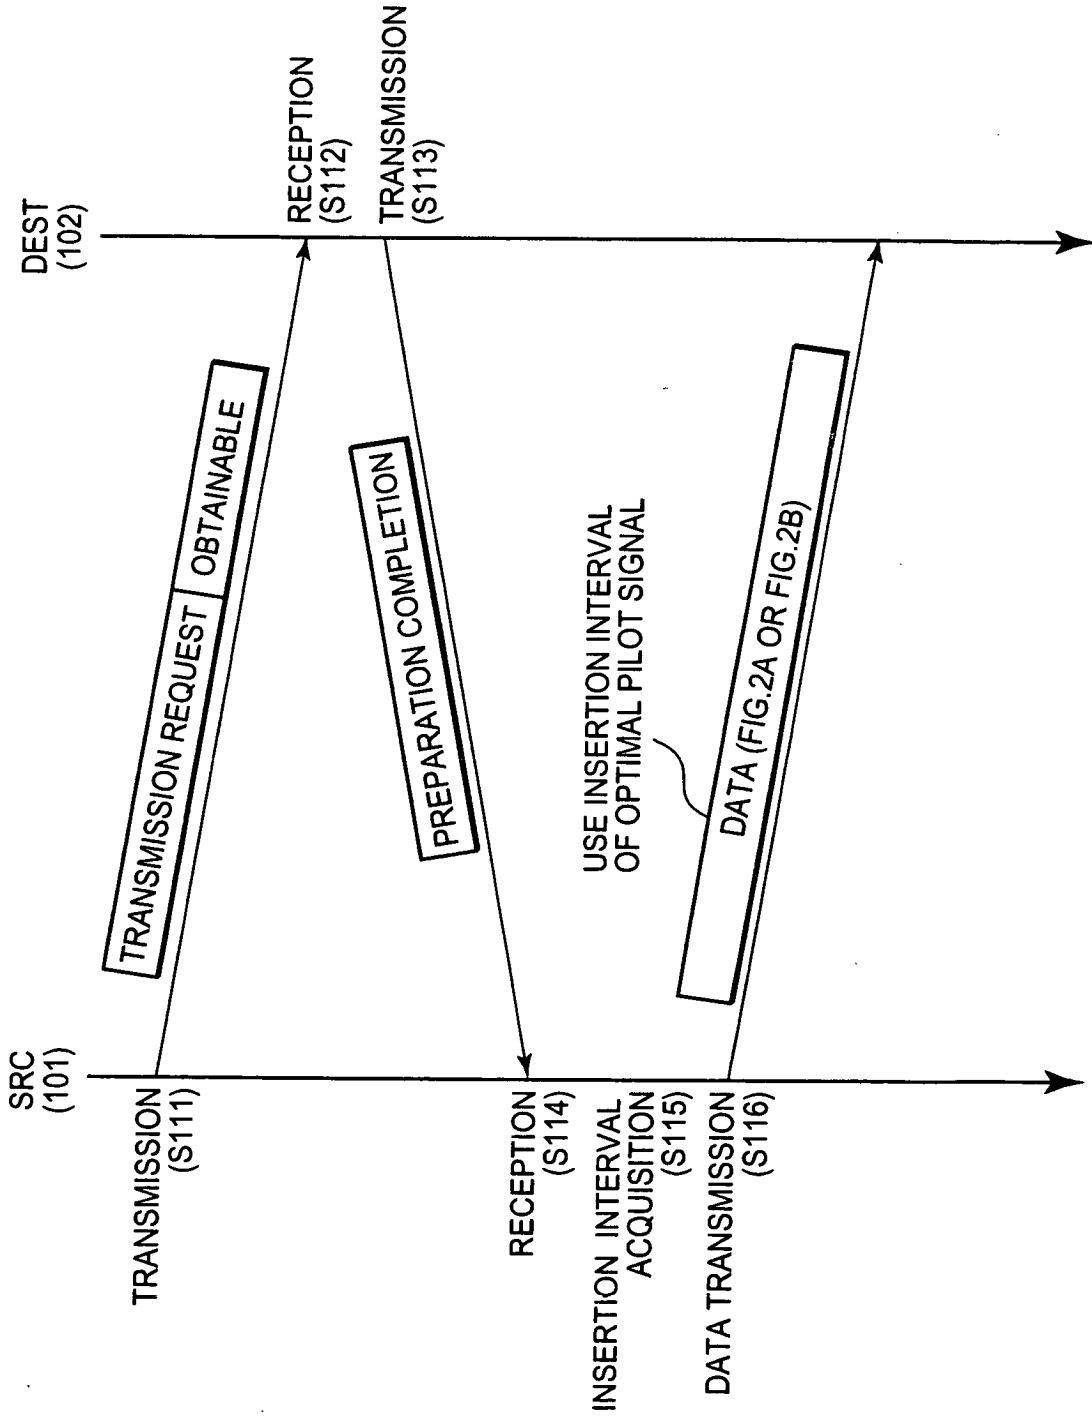 SRC
(101)
DEST
(102)
TRANSMISSION
(S111)
TRANSMISSION REQUEST
OBTAINABLE
RECEPTION
(S112)
TRANSMISSION
(S113)
PREPARATION COMPLETION
RECEPTION
(S114)
INSERTION INTERVAL
ACQUISITION
(S115)
USE INSERTION INTERVAL
OF OPTIMAL PILOT SIGNAL
DATA TRANSMISSION
(S116)
DATA (FIG.2A OR FIG.2B)